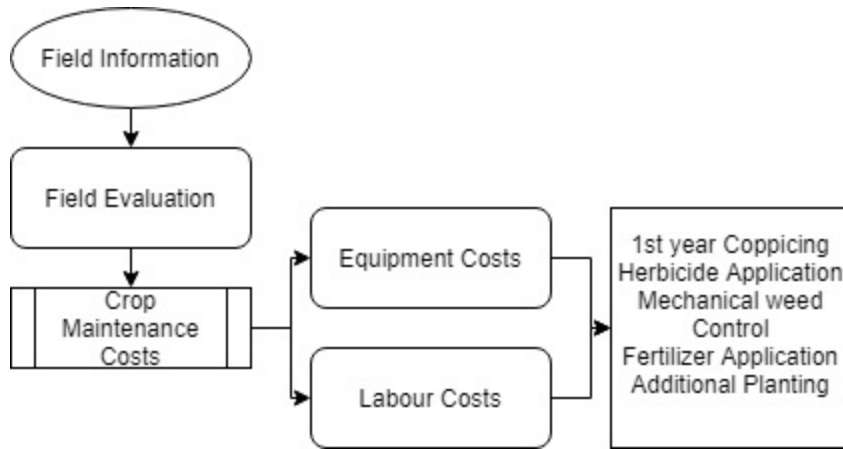 Field Information
Field Evaluation
Crop
Maintenance
Costs
Equipment Costs
Labour Costs
1st year Coppicing
Herbicide Application
Mechanical weed
Control
Fertilizer Application
Additional Planting